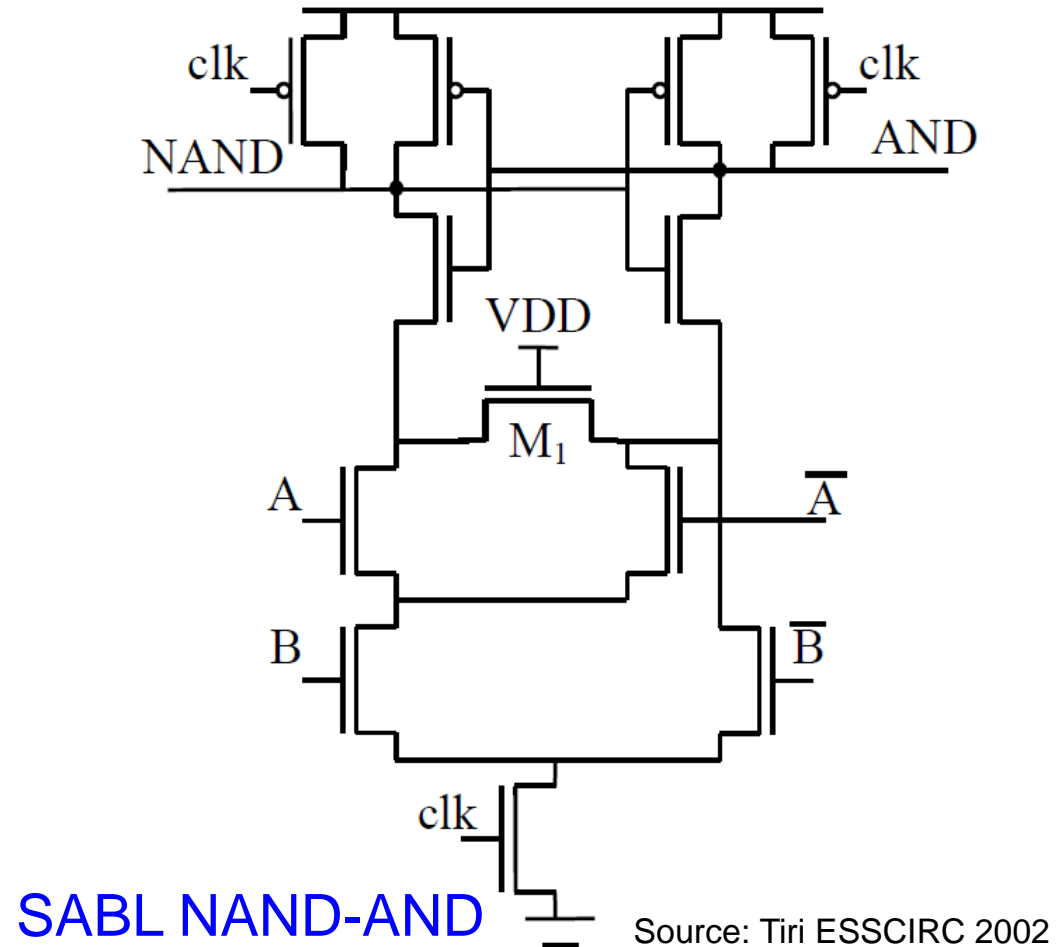 clk
clk
NAND
AND
VDD
M₁
A
A̅
B
B̅
clk
SABL NAND-AND
Source: Tiri ESSCIRC 2002